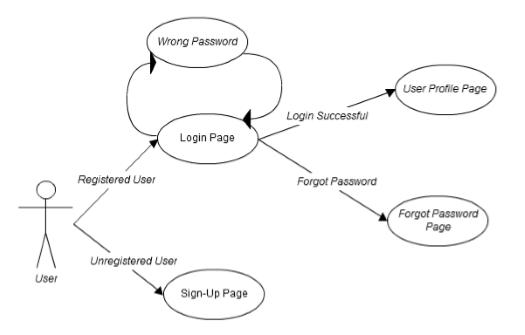 Wrong Password
User Profile Page
Login Successful
Login Page
Registered User
Forgot Password
Forgot Password
Page
Unregistered User
User
Sign-Up Page